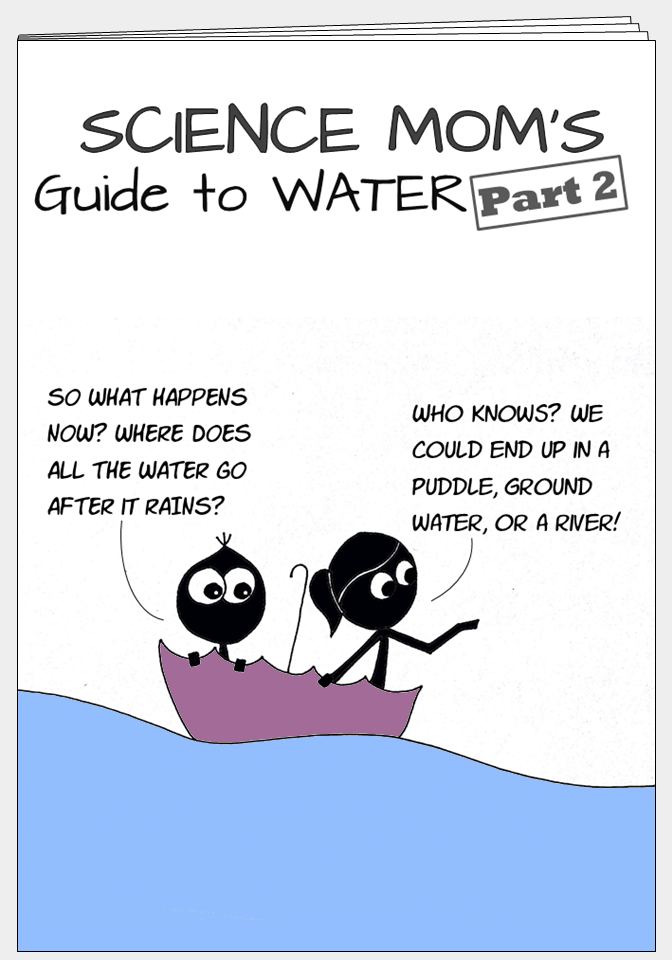 SCIENCE MOM'S
Guide to WATER Part 2
SO WHAT HAPPENS
NOW? WHERE DOES
ALL THE WATER GO
AFTER IT RAINS?
WHO KNOWS? WE
COULD END UP IN A
PUDDLE, GROUND
WATER, OR A RIVER!